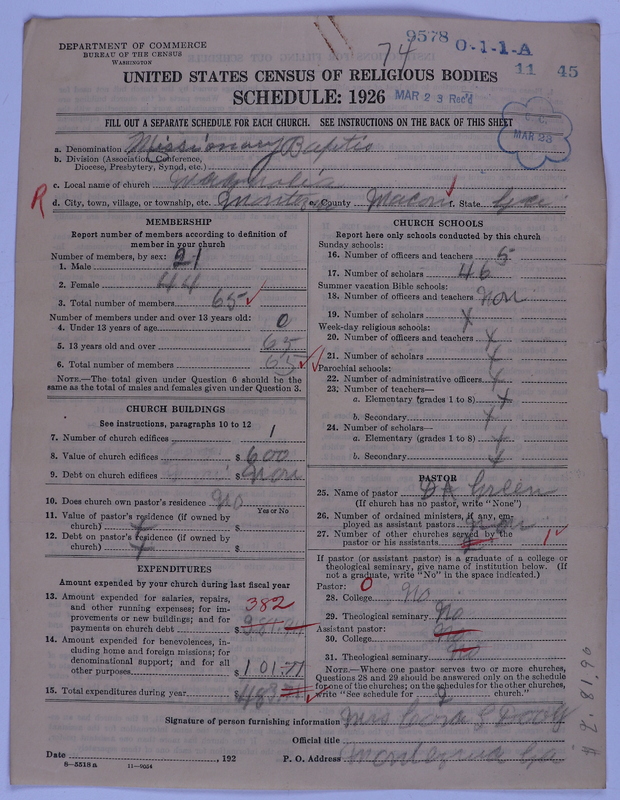 DEPARTMENT OF COMMERCE
BUREAU OF THE CENSUS
WASHINGTON
74
9578 0-1-1-A
11 45
UNITED STATES CENSUS OF RELIGIOUS BODIES
SCHEDULE: 1926
MAR 23 Rec'd
MAR 23
FILL OUT A SEPARATE SCHEDULE FOR EACH CHURCH. SEE INSTRUCTIONS ON THE BACK OF THIS SHEET
a. Denomination Missionary Baptis
b. Division (Association, Conference,
Diocese, Presbytery, Synod, etc.)
c. Local name of church
R d. City, town, village, or township, etc. e. County Macon f. State Ga
MEMBERSHIP
Report number of members according to definition of
member in your church
Number of members, by sex:
1. Male 21
2. Female 44
3. Total number of members 65
Number of members under and over 13 years old:
4. Under 13 years of age 0
5. 13 years old and over 65
6. Total number of members 65
NOTE.—The total given under Question 6 should be the
same as the total of males and females given under Question 3.
CHURCH BUILDINGS
See instructions, paragraphs 10 to 12
7. Number of church edifices 1
8. Value of church edifices $ 600
9. Debt on church edifices $ Non
10. Does church own pastor's residence No
Yes or No
11. Value of pastor's residence (if owned by
church) x $
12. Debt on pastor's residence (if owned by
church) x $
EXPENDITURES
Amount expended by your church during last fiscal year
13. Amount expended for salaries, repairs,
and other running expenses; for im-
provements or new buildings; and for
payments on church debt $ 382
14. Amount expended for benevolences, in-
cluding home and foreign missions; for
denominational support; and for all
other purposes $ 101.71
15. Total expenditures during year $ 483
CHURCH SCHOOLS
Report here only schools conducted by this church
Sunday schools:
16. Number of officers and teachers 5
17. Number of scholars 46
Summer vacation Bible schools:
18. Number of officers and teachers Non
19. Number of scholars x
Week-day religious schools:
20. Number of officers and teachers x
21. Number of scholars x
Parochial schools:
22. Number of administrative officers x
23. Number of teachers—
a. Elementary (grades 1 to 8) x
b. Secondary x
24. Number of scholars—
a. Elementary (grades 1 to 8) x
b. Secondary x
PASTOR
25. Name of pastor Green
(If church has no pastor, write "None")
26. Number of ordained ministers, if any, em-
ployed as assistant pastors Non
27. Number of other churches served by the
pastor or his assistants 1
If pastor (or assistant pastor) is a graduate of a college or
theological seminary, give name of institution below. (If
not a graduate, write "No" in the space indicated.)
Pastor: 0
28. College No
29. Theological seminary No
Assistant pastor:
30. College No
31. Theological seminary No
NOTE.—Where one pastor serves two or more churches,
Questions 28 and 29 should be answered only on the schedule
for one of the churches; on the schedules for the other churches,
write "See schedule for church."
Signature of person furnishing information Mrs
Official title
Date , 192
P. O. Address Montezuma Ga
8-5518 a 11-9054